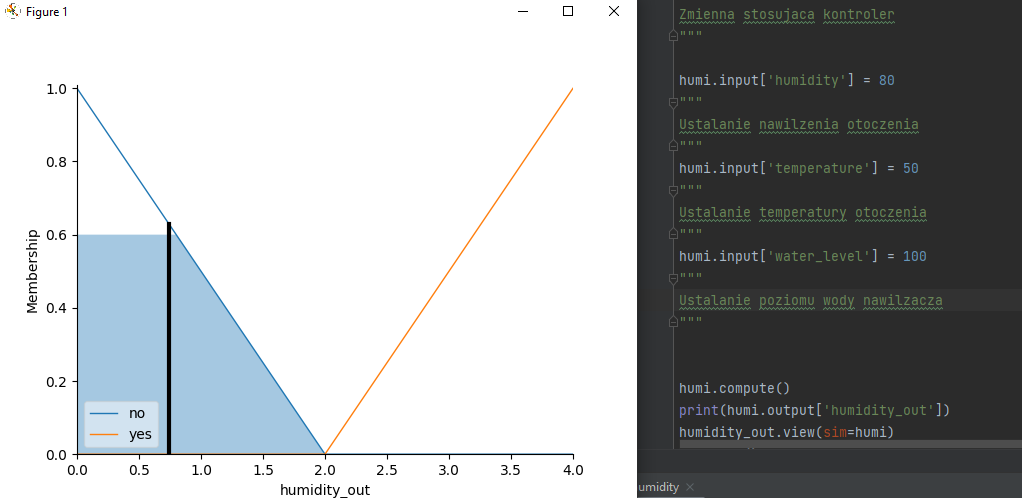 Figure 1
1.0
0.8
0.6
0.4
0.2
0.0
Membership
no
yes
0.0 0.5 1.0 1.5 2.0 2.5 3.0 3.5 4.0
humidity_out
Zmienna stosujaca kontroler
"""
humi.input['humidity'] = 80
"""
Ustalanie nawilzenia otoczenia
"""
humi.input['temperature'] = 50
"""
Ustalanie temperatury otoczenia
"""
humi.input['water_level'] = 100
"""
Ustalanie poziomu wody nawilzacza
"""
humi.compute()
print(humi.output['humidity_out'])
humidity_out.view(sim=humi)
umidity